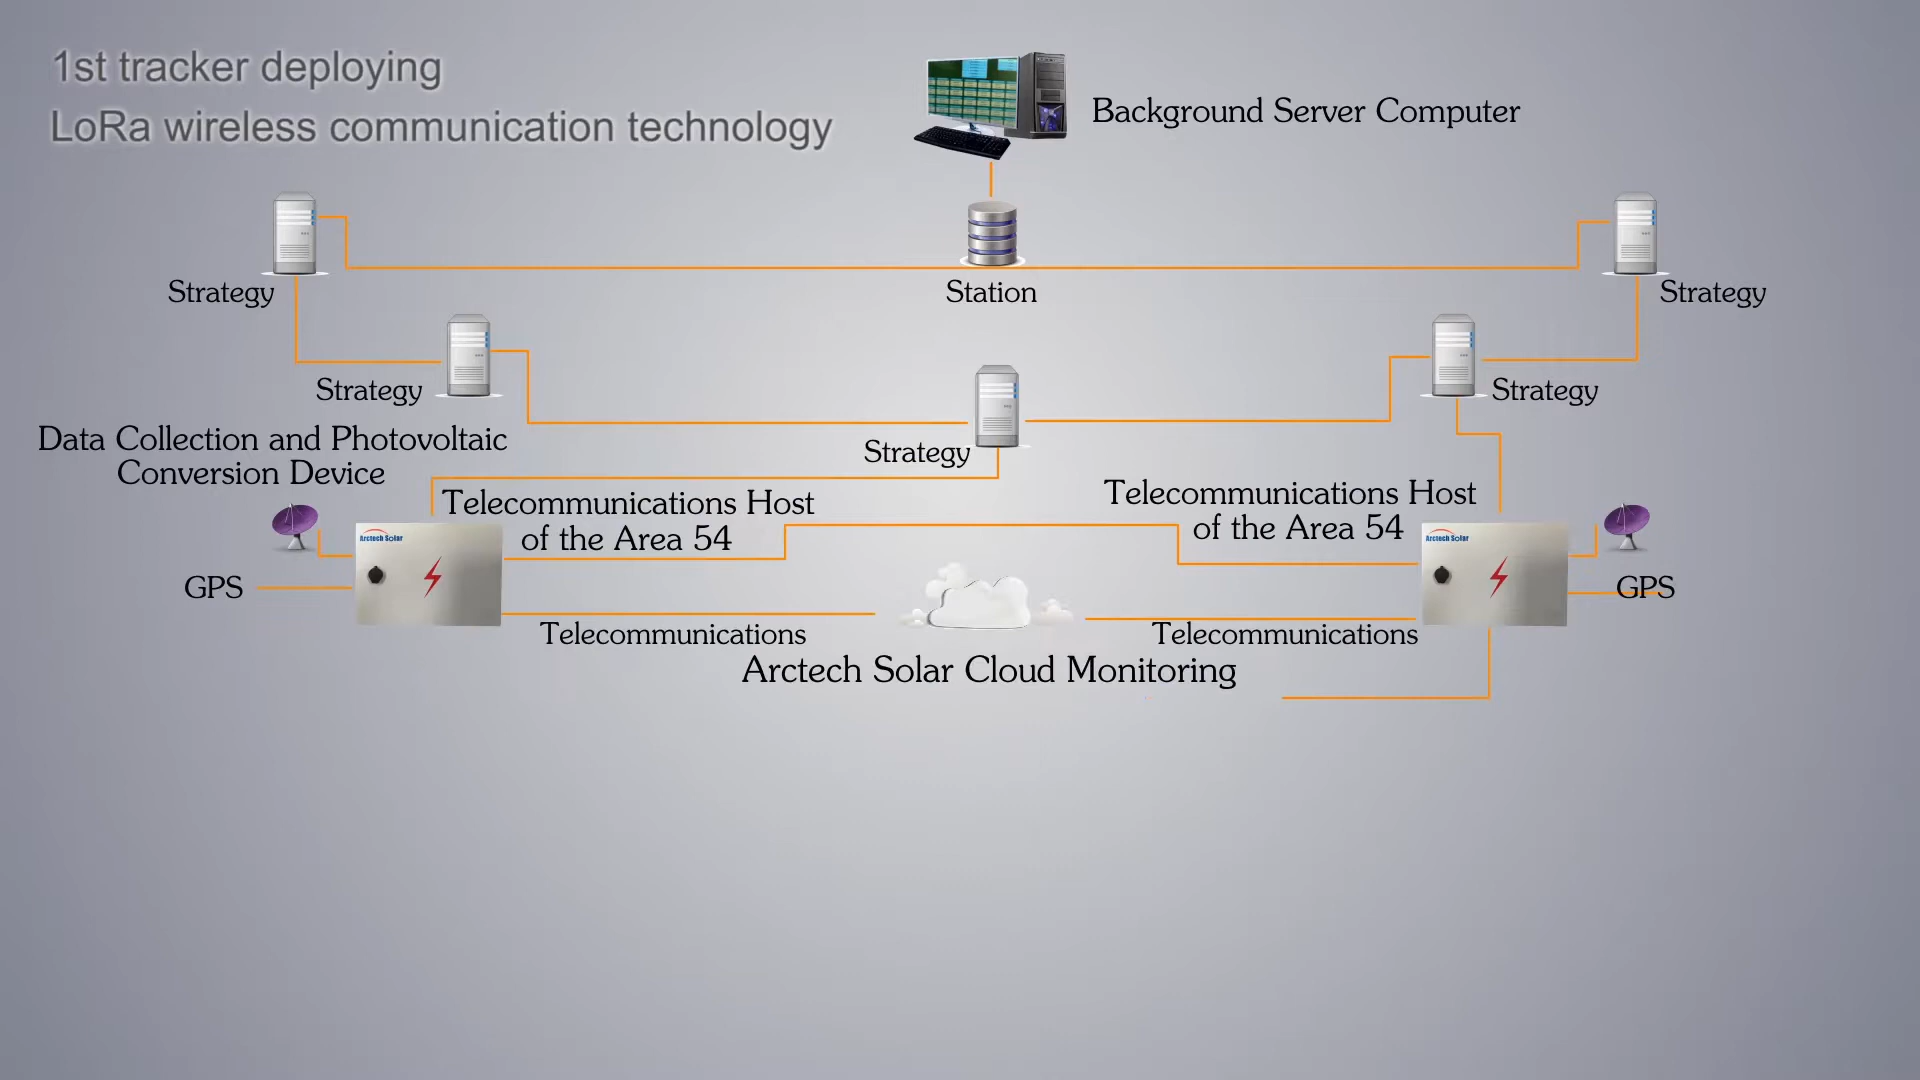 1st tracker deploying
LoRa wireless communication technology
Background Server Computer
Strategy
Station
Strategy
Strategy
Strategy
Data Collection and Photovoltaic
Conversion Device
Strategy
Telecommunications Host
of the Area 54
Telecommunications Host
of the Area 54
Arctech Solar
Arctech Solar
GPS
GPS
Telecommunications
Telecommunications
Arctech Solar Cloud Monitoring